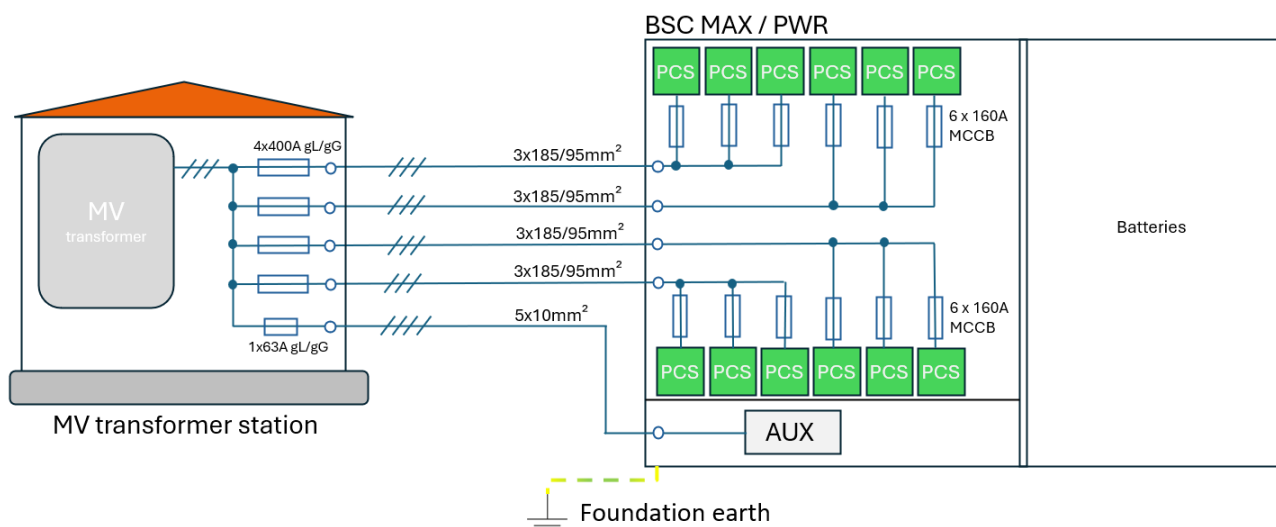 BSC MAX / PWR
PCS PCS PCS PCS PCS PCS
6 x 160A
MCCB
4x400A gL/gG
3x185/95mm²
3x185/95mm²
3x185/95mm²
3x185/95mm²
5x10mm²
1x63A gL/gG
MV
transformer
Batteries
6 x 160A
MCCB
PCS PCS PCS PCS PCS PCS
AUX
MV transformer station
Foundation earth